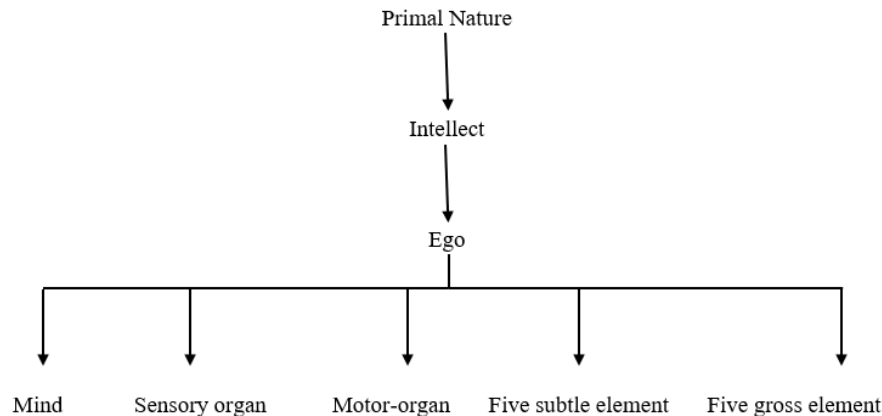 Primal Nature
Intellect
Ego
Mind
Sensory organ
Motor-organ
Five subtle element
Five gross element